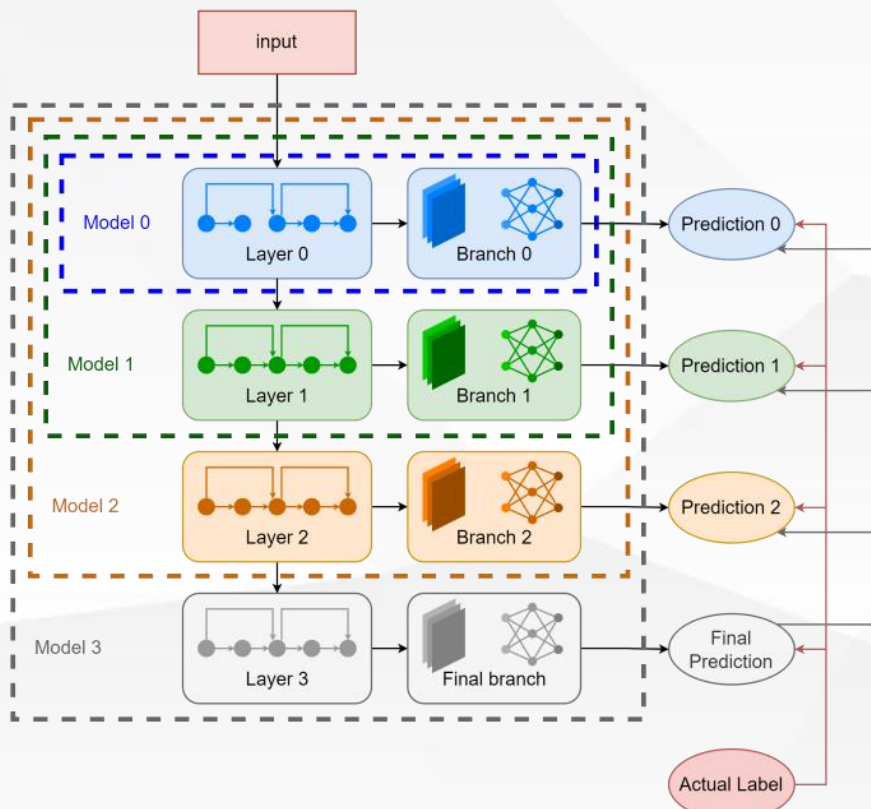 input
Model 0
Layer 0
Branch 0
Prediction 0
Model 1
Layer 1
Branch 1
Prediction 1
Model 2
Layer 2
Branch 2
Prediction 2
Model 3
Layer 3
Final branch
Final
Prediction
Actual Label